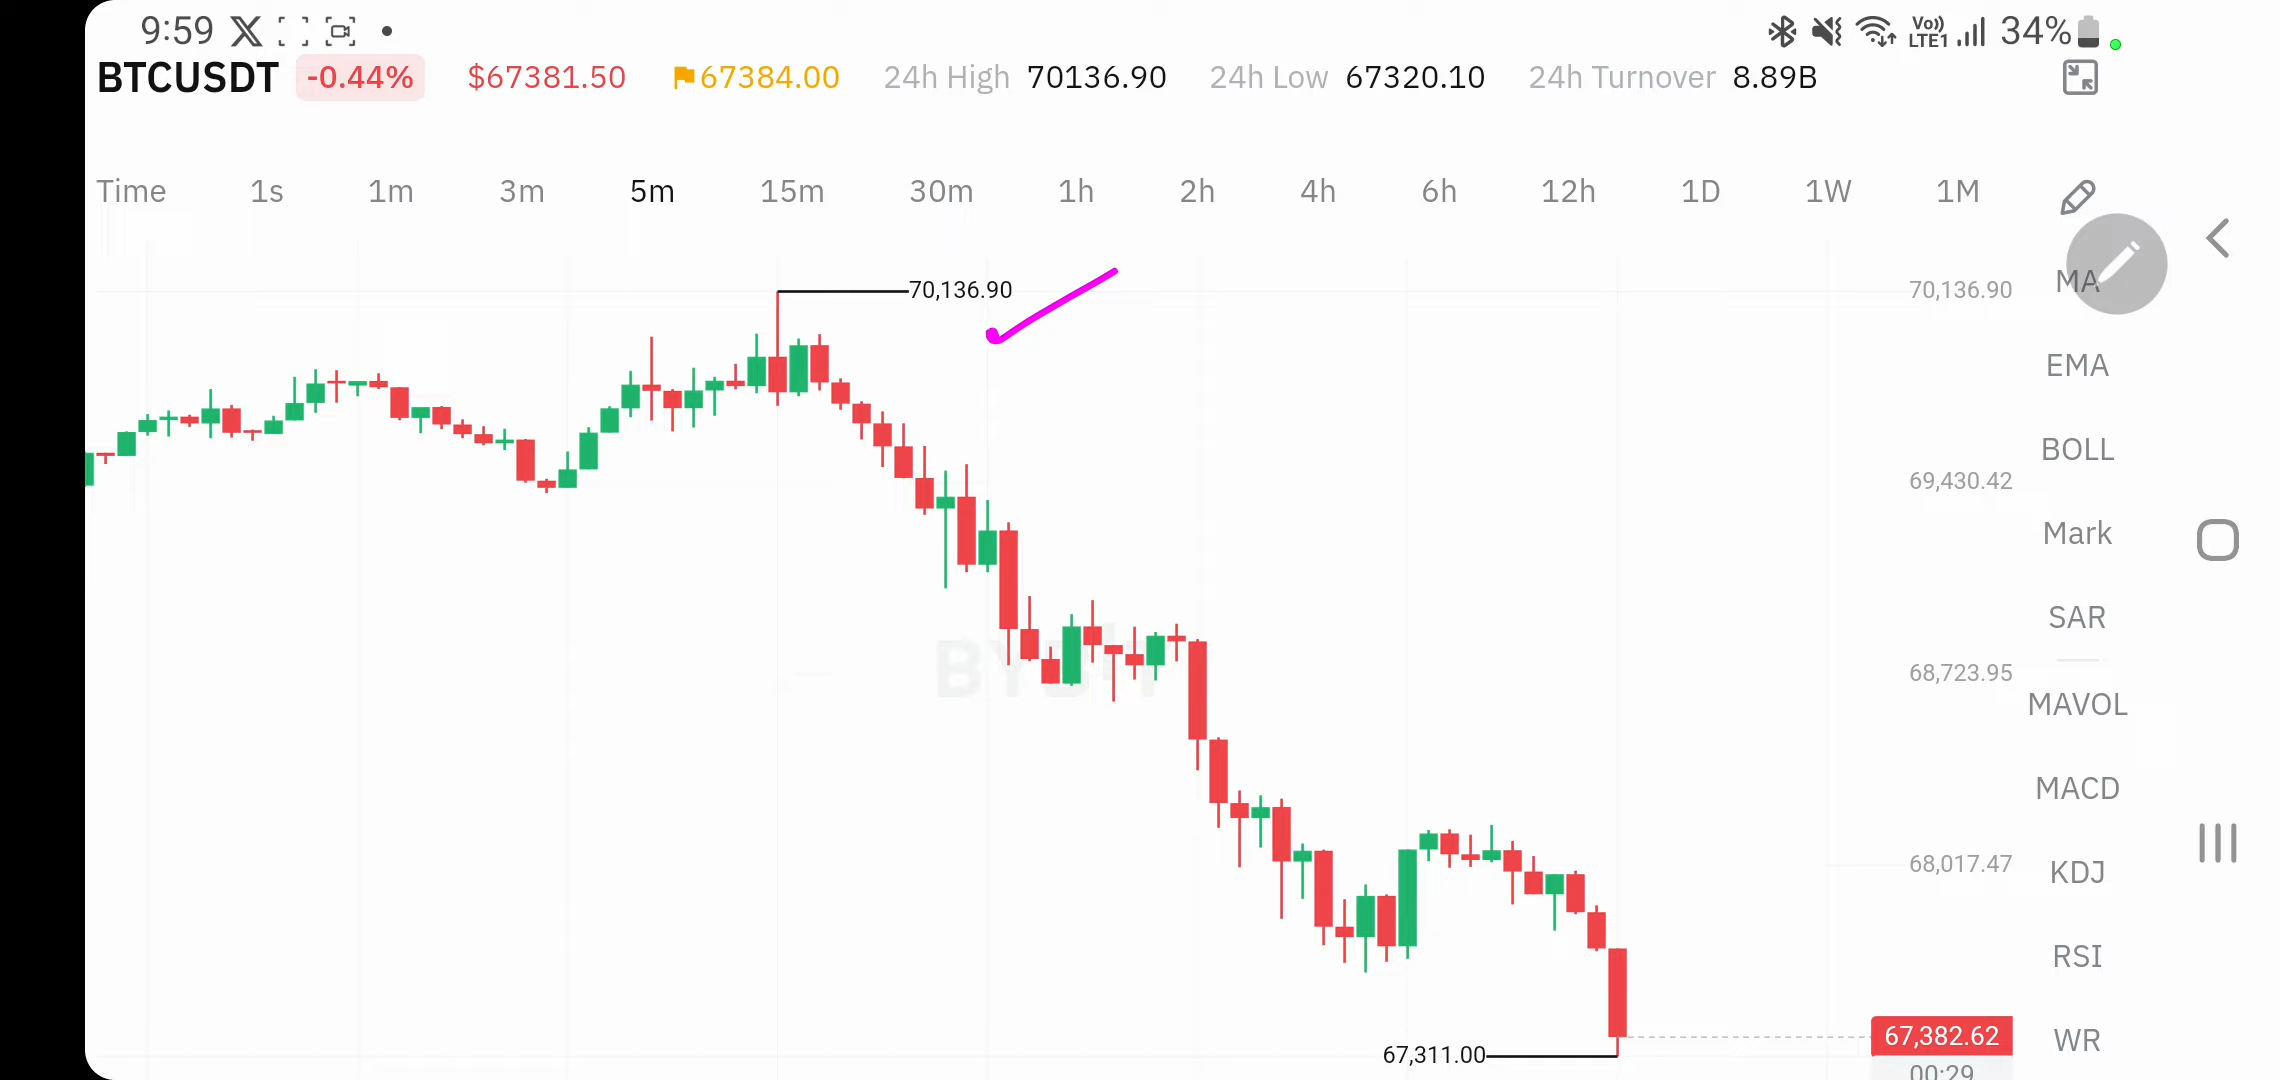 9:59 Vo)) LTE1 34%
BTCUSDT -0.44% $67381.50 67384.00 24h High 70136.90 24h Low 67320.10 24h Turnover 8.89B
Time 1s 1m 3m 5m 15m 30m 1h 2h 4h 6h 12h 1D 1W 1M
70,136.90 70,136.90 MA
EMA
BOLL
69,430.42
Mark
SAR
BYBIT
68,723.95
MAVOL
MACD
68,017.47
KDJ
RSI
67,382.62
WR
67,311.00
00:29